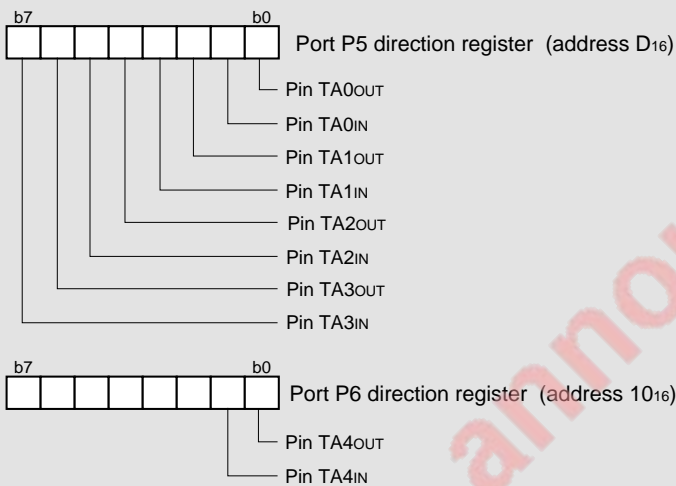 b7 b0
Port P5 direction register (address D16)
Pin TA0OUT
Pin TA0IN
Pin TA1OUT
Pin TA1IN
Pin TA2OUT
Pin TA2IN
Pin TA3OUT
Pin TA3IN
b7 b0
Port P6 direction register (address 1016)
Pin TA4OUT
Pin TA4IN